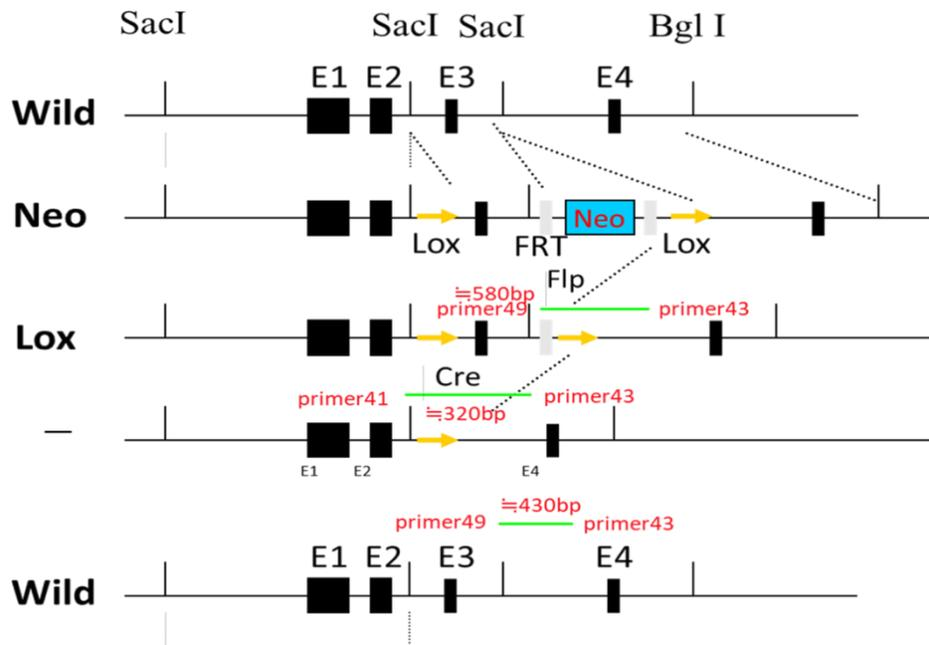 SacI SacI SacI Bgl I
E1 E2 E3 E4
Wild
Neo
Neo
Lox FRT Lox
Flp
≒580bp
primer49 primer43
Lox
Cre
primer41 primer43
≒320bp
—
E1 E2 E4
≒430bp
primer49 primer43
E1 E2 E3 E4
Wild